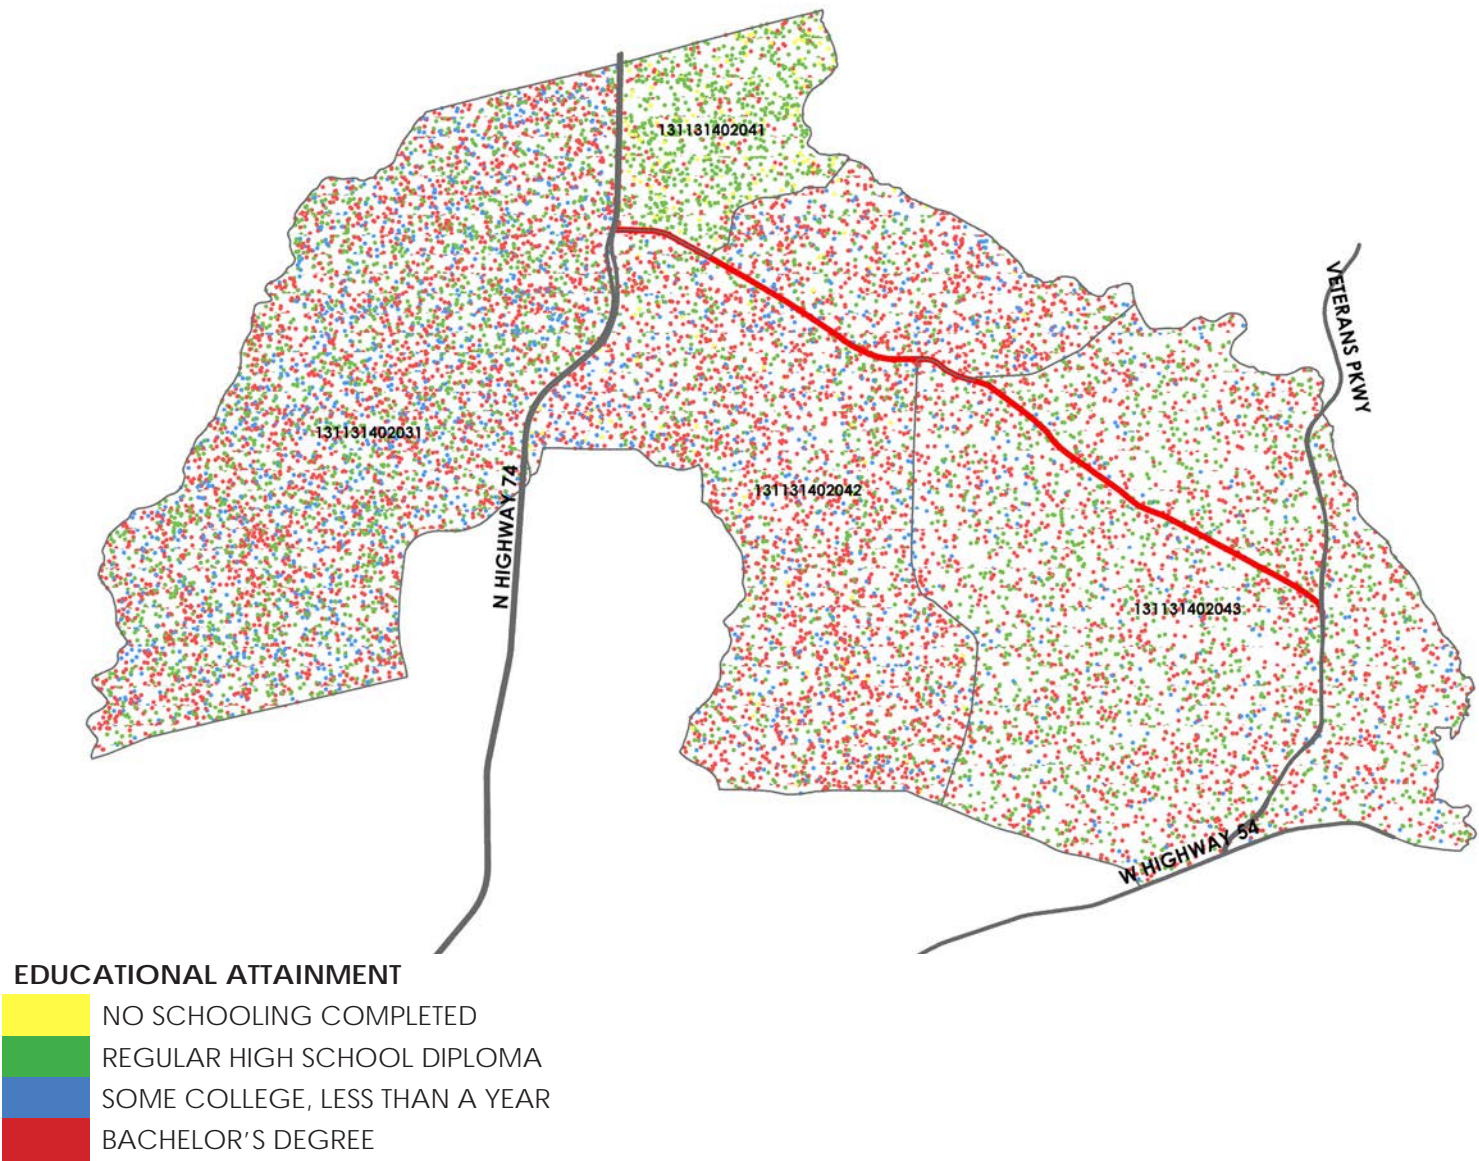 131131402041
VETERANS PKWY
131131402031
N HIGHWAY 74
131131402042
131131402043
W HIGHWAY 54
EDUCATIONAL ATTAINMENT
NO SCHOOLING COMPLETED
REGULAR HIGH SCHOOL DIPLOMA
SOME COLLEGE, LESS THAN A YEAR
BACHELOR'S DEGREE